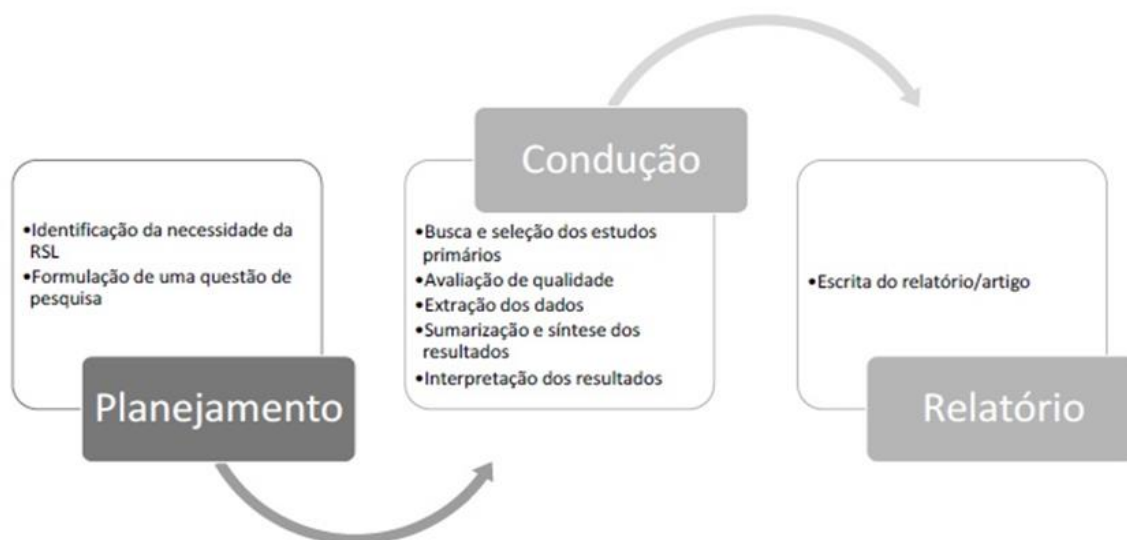 •Identificação da necessidade da
RSL
•Formulação de uma questão de
pesquisa
Planejamento
Condução
•Busca e seleção dos estudos
primários
•Avaliação de qualidade
•Extração dos dados
•Sumarização e síntese dos
resultados
•Interpretação dos resultados
•Escrita do relatório/artigo
Relatório